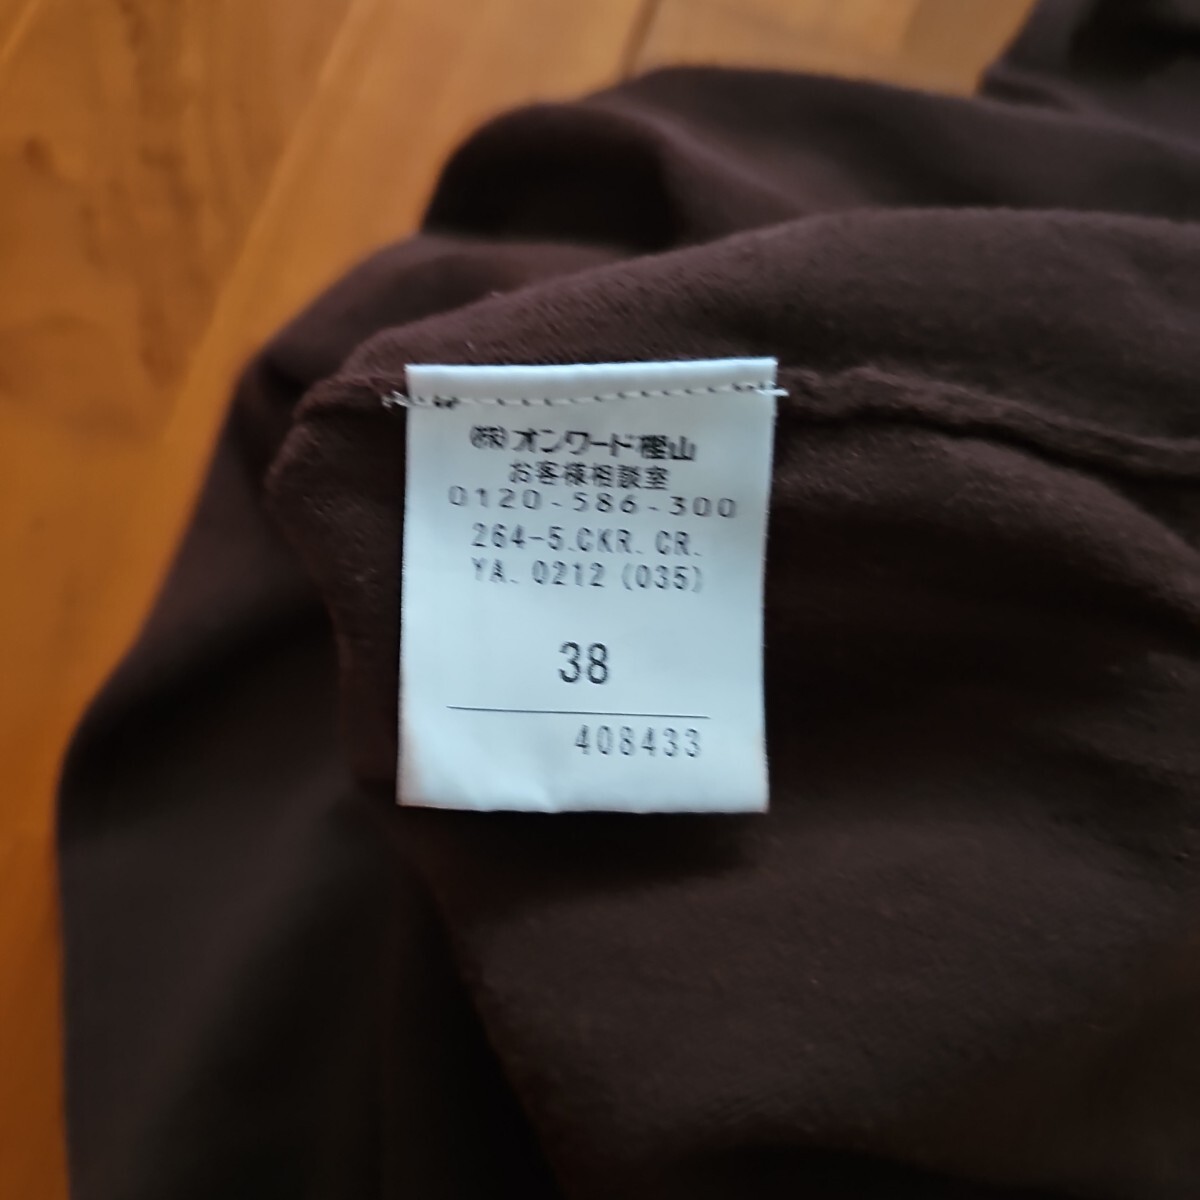 (株)オンワード樫山
お客様相談室
0120-586-300
264-5.CKR.CR.
YA.0212(035)
38
408433